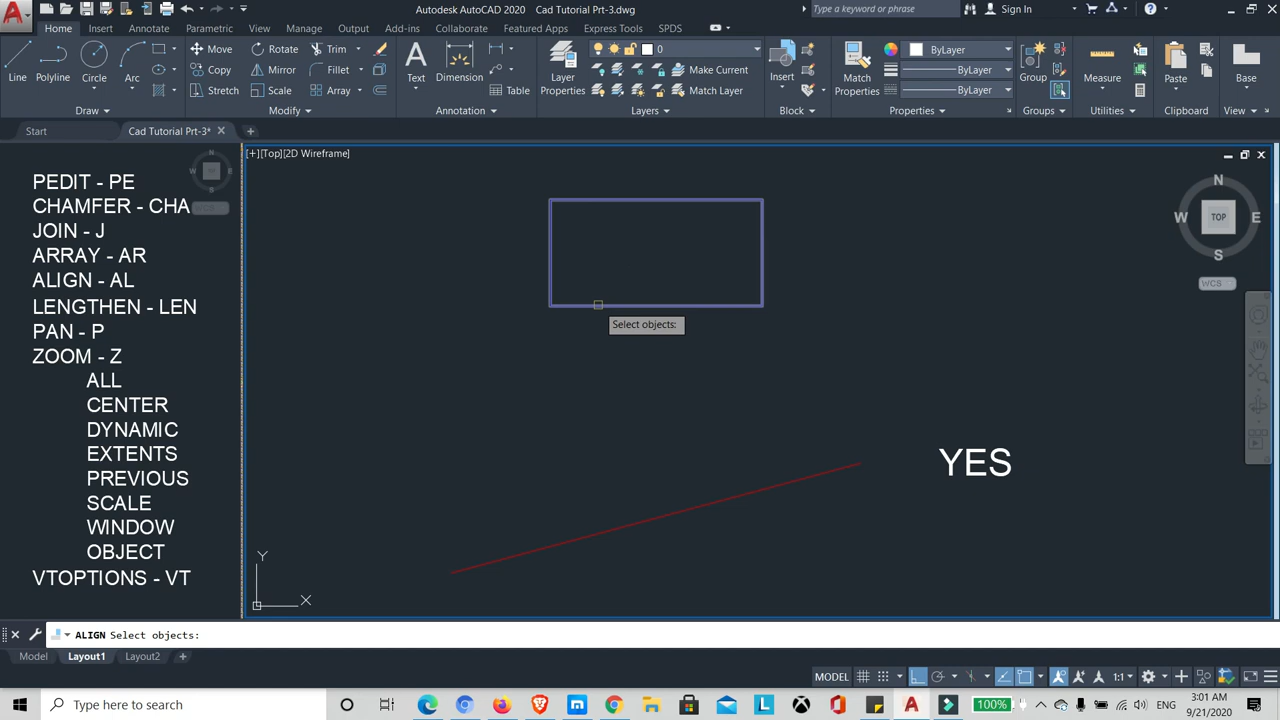 Autodesk AutoCAD 2020 Cad Tutorial Prt-3.dwg
Type a keyword or phrase
Sign In
Home Insert Annotate Parametric View Manage Output Add-ins Collaborate Featured Apps Express Tools SPDS
Move Rotate Trim
Line Polyline Circle Arc
Copy Mirror Fillet
Stretch Scale Array
Text Dimension
Table
Layer Properties
0
Make Current
Match Layer
Insert
Match Properties
ByLayer
ByLayer
ByLayer
Group
Measure
Paste
Base
Draw Modify Annotation Layers Block Properties Groups Utilities Clipboard View
Start
Cad Tutorial Prt-3*
[+][Top][2D Wireframe]
PEDIT - PE
CHAMFER - CHA
JOIN - J
ARRAY - AR
ALIGN - AL
LENGTHEN - LEN
PAN - P
ZOOM - Z
ALL
CENTER
DYNAMIC
EXTENTS
PREVIOUS
SCALE
WINDOW
OBJECT
VTOPTIONS - VT
N
W
E
S
WCS
Select objects:
YES
Y
X
N
W TOP E
S
WCS
ALIGN Select objects:
Model Layout1 Layout2
MODEL
1:1
Type here to search
100%
ENG
3:01 AM
9/21/2020